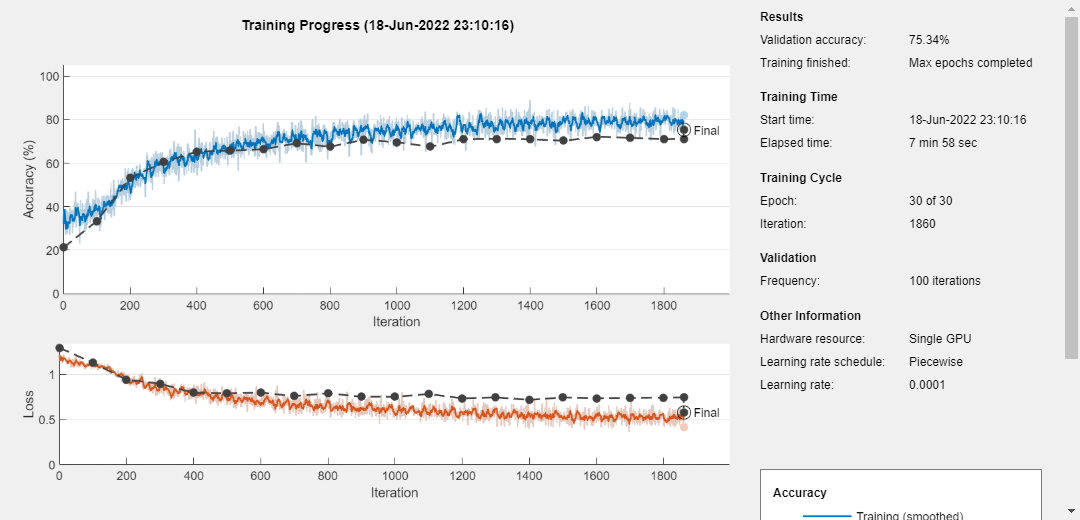 Training Progress (18-Jun-2022 23:10:16)
100
80
60
40
20
0
Accuracy (%)
Final
0 200 400 600 800 1000 1200 1400 1600 1800
Iteration
1
0.5
0
Loss
Final
0 200 400 600 800 1000 1200 1400 1600 1800
Iteration
Results
Validation accuracy: 75.34%
Training finished: Max epochs completed
Training Time
Start time: 18-Jun-2022 23:10:16
Elapsed time: 7 min 58 sec
Training Cycle
Epoch: 30 of 30
Iteration: 1860
Validation
Frequency: 100 iterations
Other Information
Hardware resource: Single GPU
Learning rate schedule: Piecewise
Learning rate: 0.0001
Accuracy
Training (smoothed)